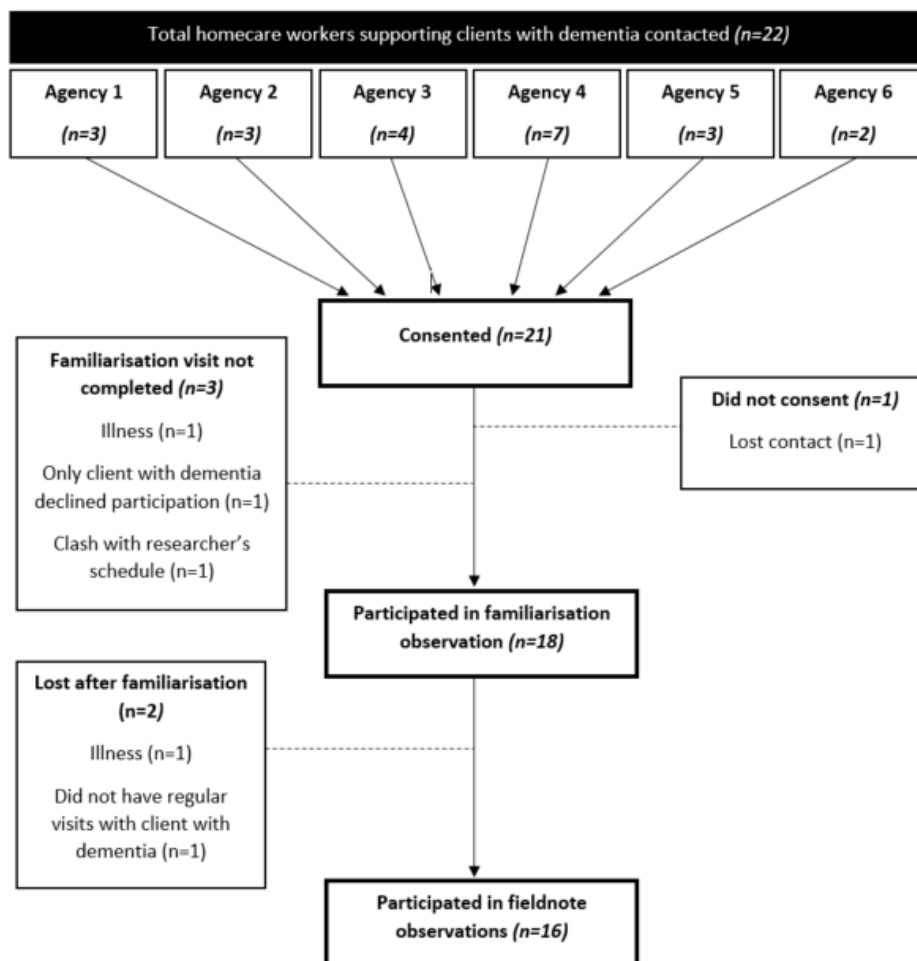 Total homecare workers supporting clients with dementia contacted (n=22)
Agency 1
(n=3)
Agency 2
(n=3)
Agency 3
(n=4)
Agency 4
(n=7)
Agency 5
(n=3)
Agency 6
(n=2)
Consented (n=21)
Familiarisation visit not
completed (n=3)
Illness (n=1)
Only client with dementia
declined participation (n=1)
Clash with researcher’s
schedule (n=1)
Did not consent (n=1)
Lost contact (n=1)
Participated in familiarisation
observation (n=18)
Lost after familiarisation
(n=2)
Illness (n=1)
Did not have regular
visits with client with
dementia (n=1)
Participated in fieldnote
observations (n=16)